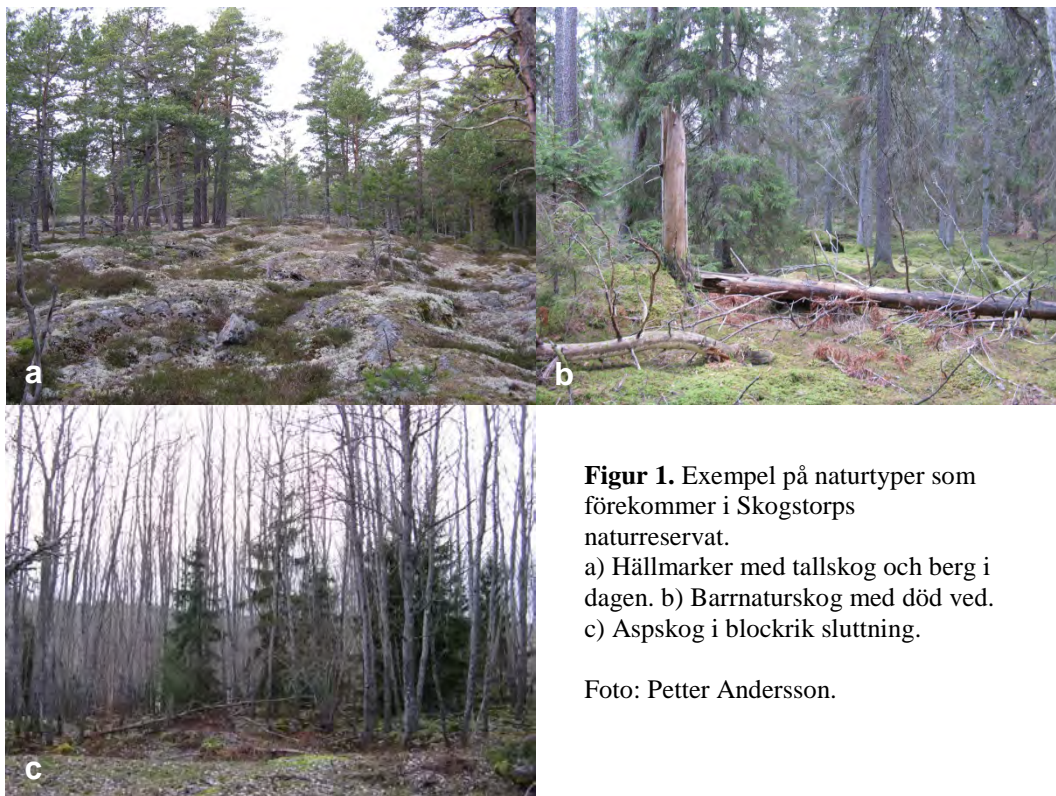 a
b
c
Figur 1. Exempel på naturtyper som
förekommer i Skogstorps
naturreservat.
a) Hällmarker med tallskog och berg i
dagen. b) Barrnaturskog med död ved.
c) Aspskog i blockrik sluttning.
Foto: Petter Andersson.